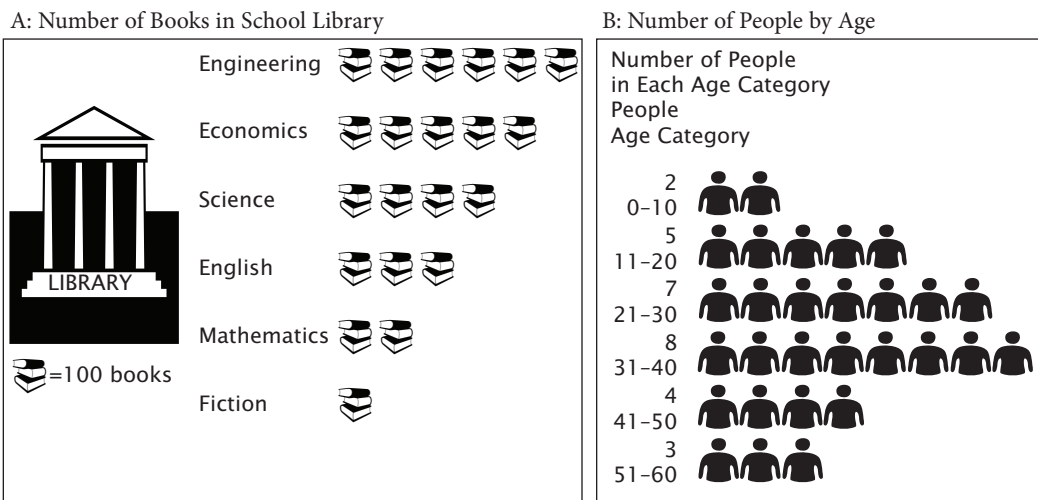 A: Number of Books in School Library
Engineering
Economics
Science
English
Mathematics
Fiction
LIBRARY
=100 books
B: Number of People by Age
Number of People
in Each Age Category
People
Age Category
2
0–10
5
11–20
7
21–30
8
31–40
4
41–50
3
51–60